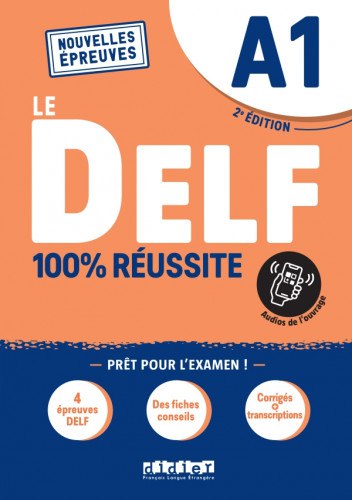 NOUVELLES
ÉPREUVES
A1
2e ÉDITION
LE
DELF
100% RÉUSSITE
Audios de l'ouvrage
PRÊT POUR L'EXAMEN !
4
épreuves
DELF
Des fiches
conseils
Corrigés
+
transcriptions
didier
Français Langue Étrangère